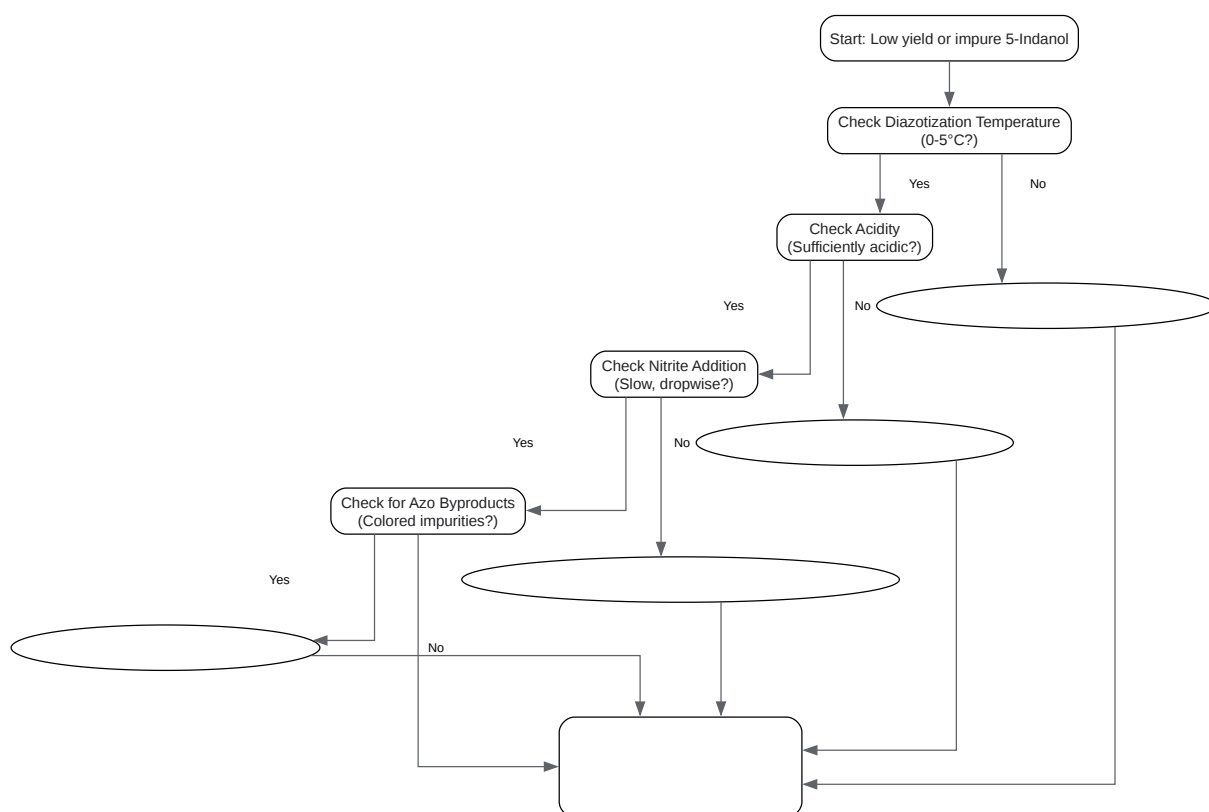 Start: Low yield or impure 5-Indanol
Check Diazotization Temperature
(0-5°C?)
Yes
No
Check Acidity
(Sufficiently acidic?)
Yes
No
Check Nitrite Addition
(Slow, dropwise?)
Yes
No
Check for Azo Byproducts
(Colored impurities?)
Yes
No